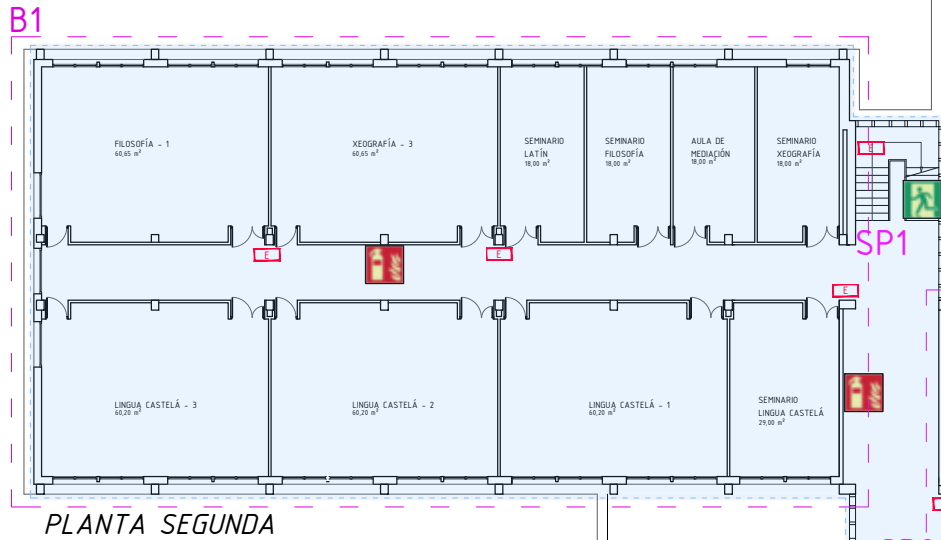 B1
FILOSOFÍA - 1
60,65 m²
XEOGRAFÍA - 3
60,65 m²
SEMINARIO
LATÍN
18,00 m²
SEMINARIO
FILOSOFÍA
18,00 m²
AULA DE
MEDIACIÓN
18,00 m²
SEMINARIO
XEOGRAFÍA
18,00 m²
E
SP1
E
E
E
LINGUA CASTELÁ - 3
60,20 m²
LINGUA CASTELÁ - 2
60,20 m²
LINGUA CASTELÁ - 1
60,20 m²
SEMINARIO
LINGUA CASTELÁ
29,00 m²
PLANTA SEGUNDA